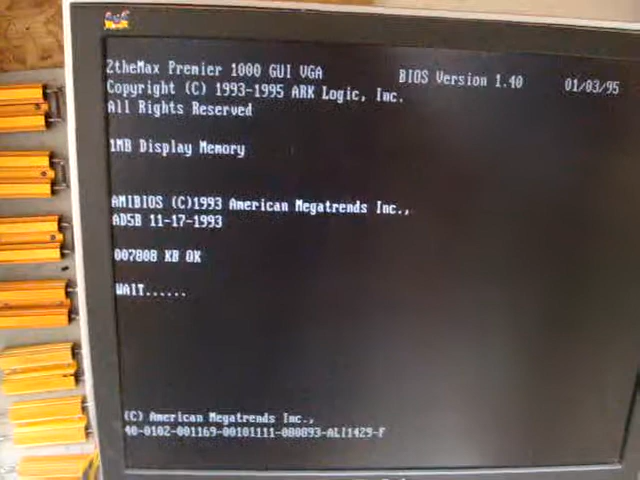 2theMax Premier 1000 GUI VGA BIOS Version 1.40 01/03/95
Copyright (C) 1993-1995 ARK Logic, Inc.
All Rights Reserved
1MB Display Memory
AMIBIOS (C)1993 American Megatrends Inc.,
AD5B 11-17-1993
007808 KB OK
WAIT......
(C) American Megatrends Inc.,
40-0102-001169-00101111-080893-ALI1429-F